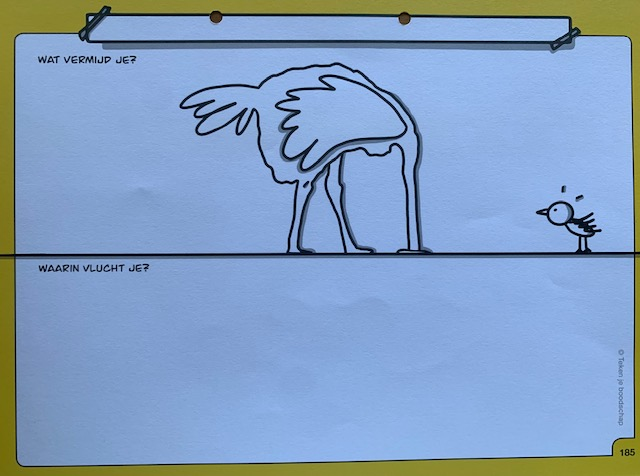 WAT VERMIJD JE?
WAARIN VLUCHT JE?
© Teken je boodschap
185